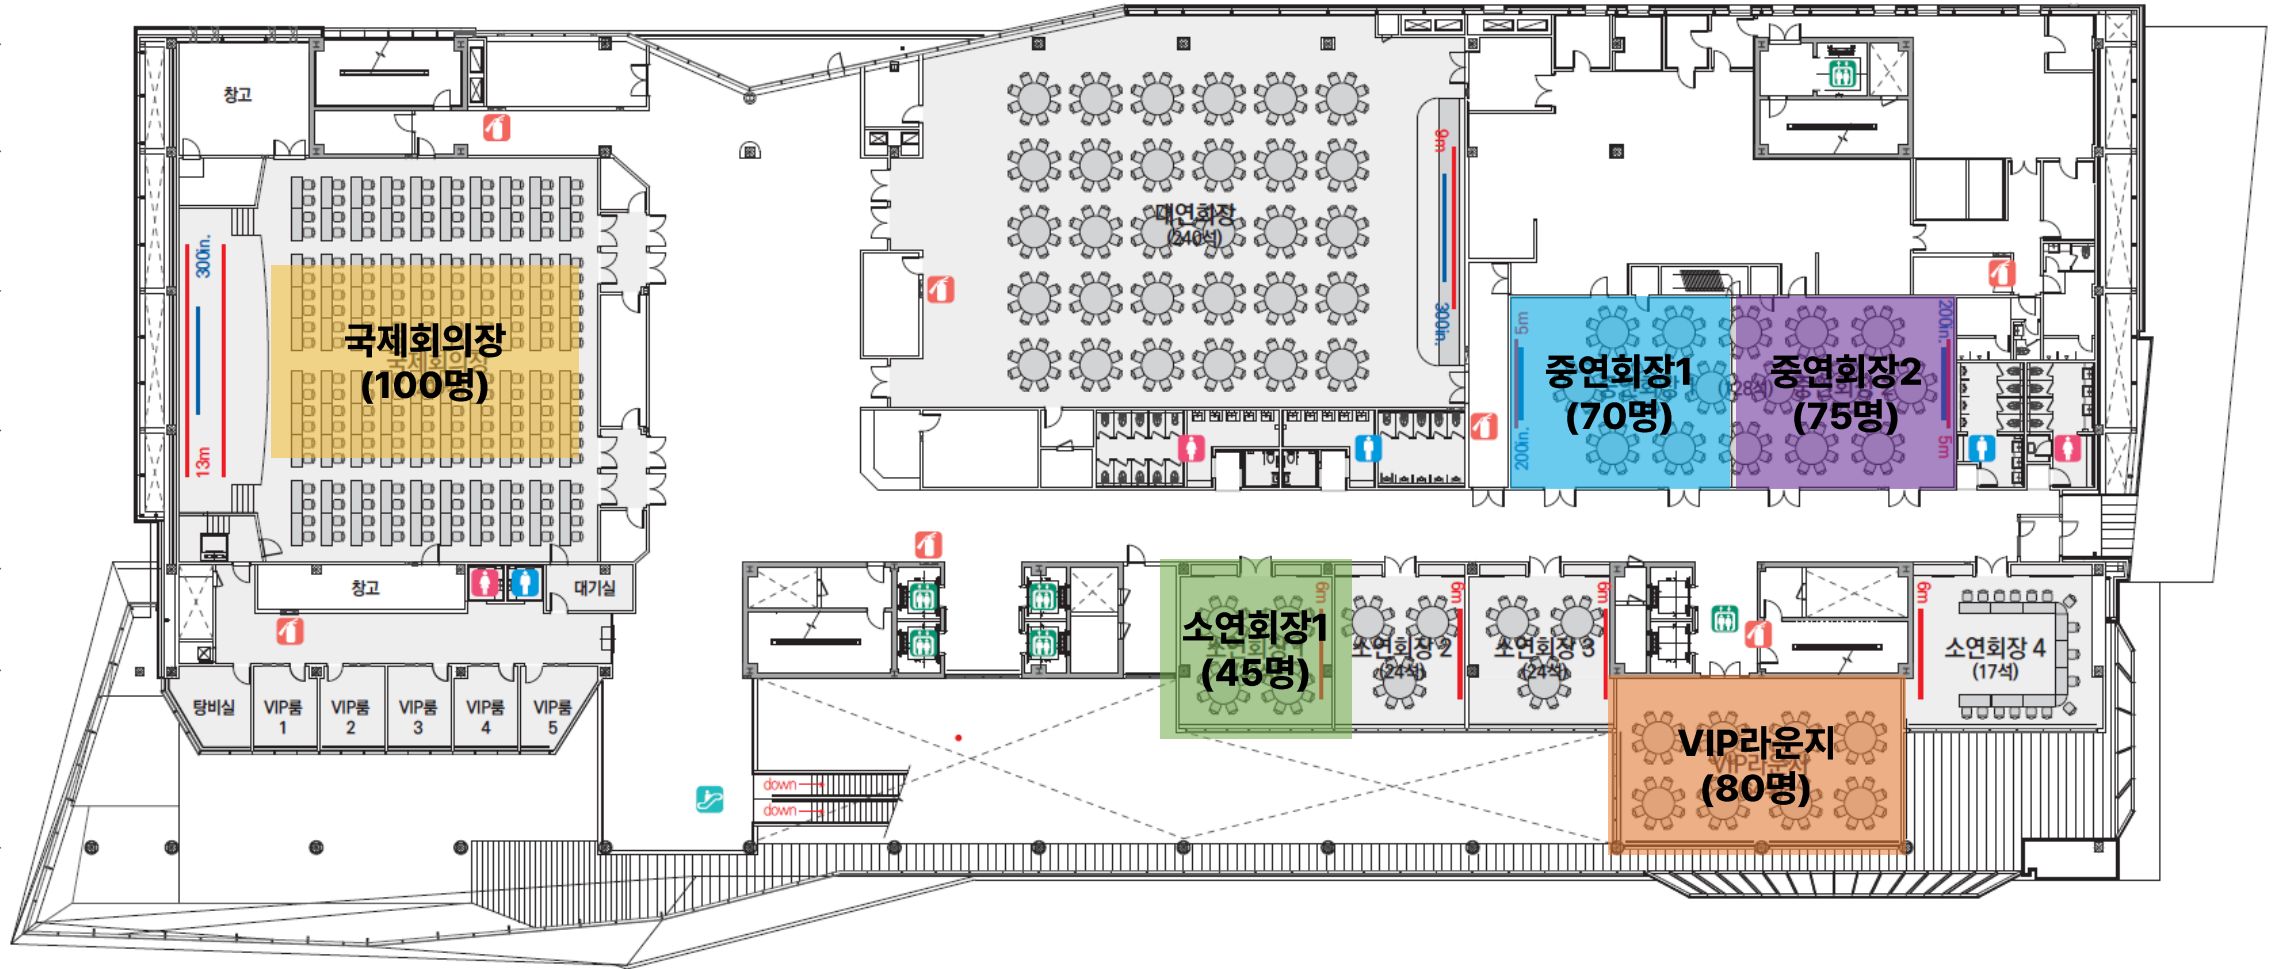 창고
9m
300in.
대연회장
(240석)
300in.
13m
국제회의장
(100명)
5m
200in.
중연회장1
(70명)
중연회장2
(75명)
200in.
5m
창고
대기실
탕비실
VIP룸
1
VIP룸
2
VIP룸
3
VIP룸
4
VIP룸
5
down
down
소연회장1
(45명)
6m
소연회장 2
(24석)
6m
소연회장 3
(24석)
6m
6m
소연회장 4
(17석)
VIP라운지
(80명)